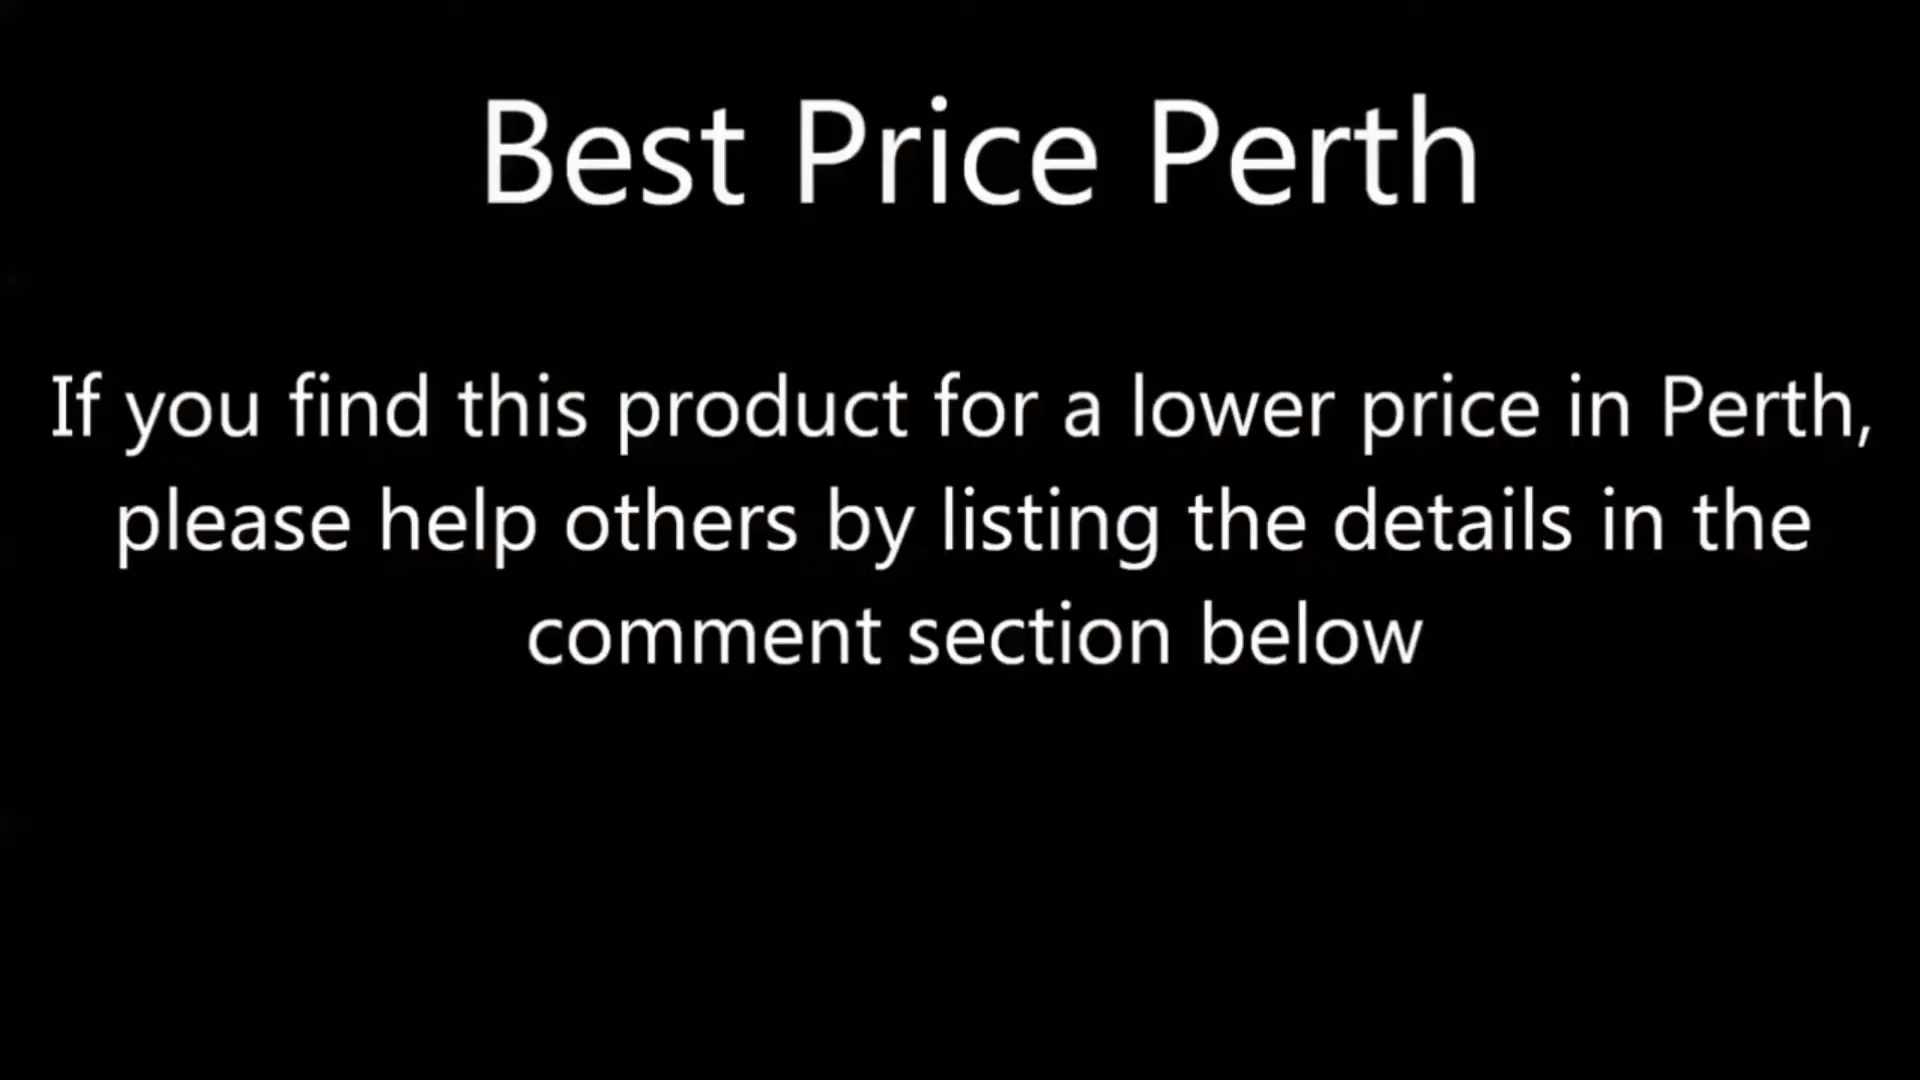 Best Price Perth
If you find this product for a lower price in Perth,
please help others by listing the details in the
comment section below